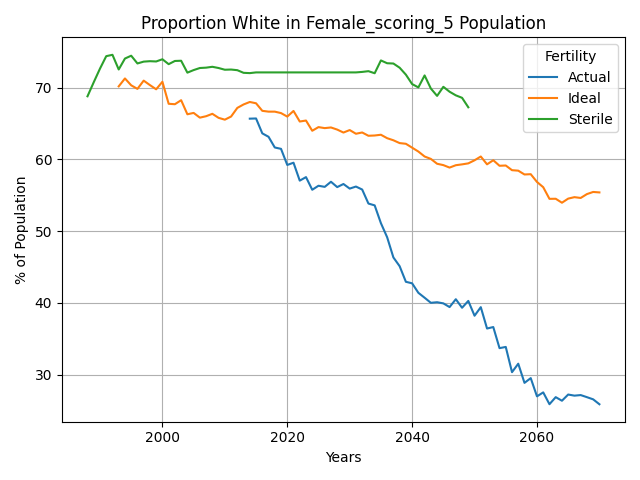 Proportion White in Female_scoring_5 Population
Fertility
Actual
Ideal
Sterile
% of Population
70
60
50
40
30
2000
2020
2040
2060
Years